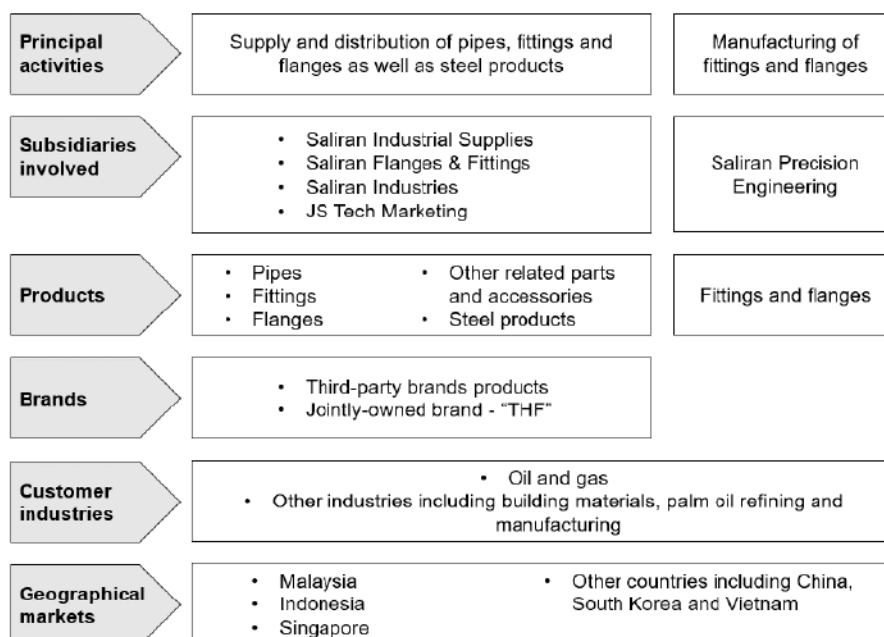 Principal
activities
Supply and distribution of pipes, fittings and
flanges as well as steel products
Manufacturing of
fittings and flanges
Subsidiaries
involved
• Saliran Industrial Supplies
• Saliran Flanges & Fittings
• Saliran Industries
• JS Tech Marketing
Saliran Precision
Engineering
Products
• Pipes
• Fittings
• Flanges
• Other related parts
and accessories
• Steel products
Fittings and flanges
Brands
• Third-party brands products
• Jointly-owned brand - “THF”
Customer
industries
• Oil and gas
• Other industries including building materials, palm oil refining and
manufacturing
Geographical
markets
• Malaysia
• Indonesia
• Singapore
• Other countries including China,
South Korea and Vietnam